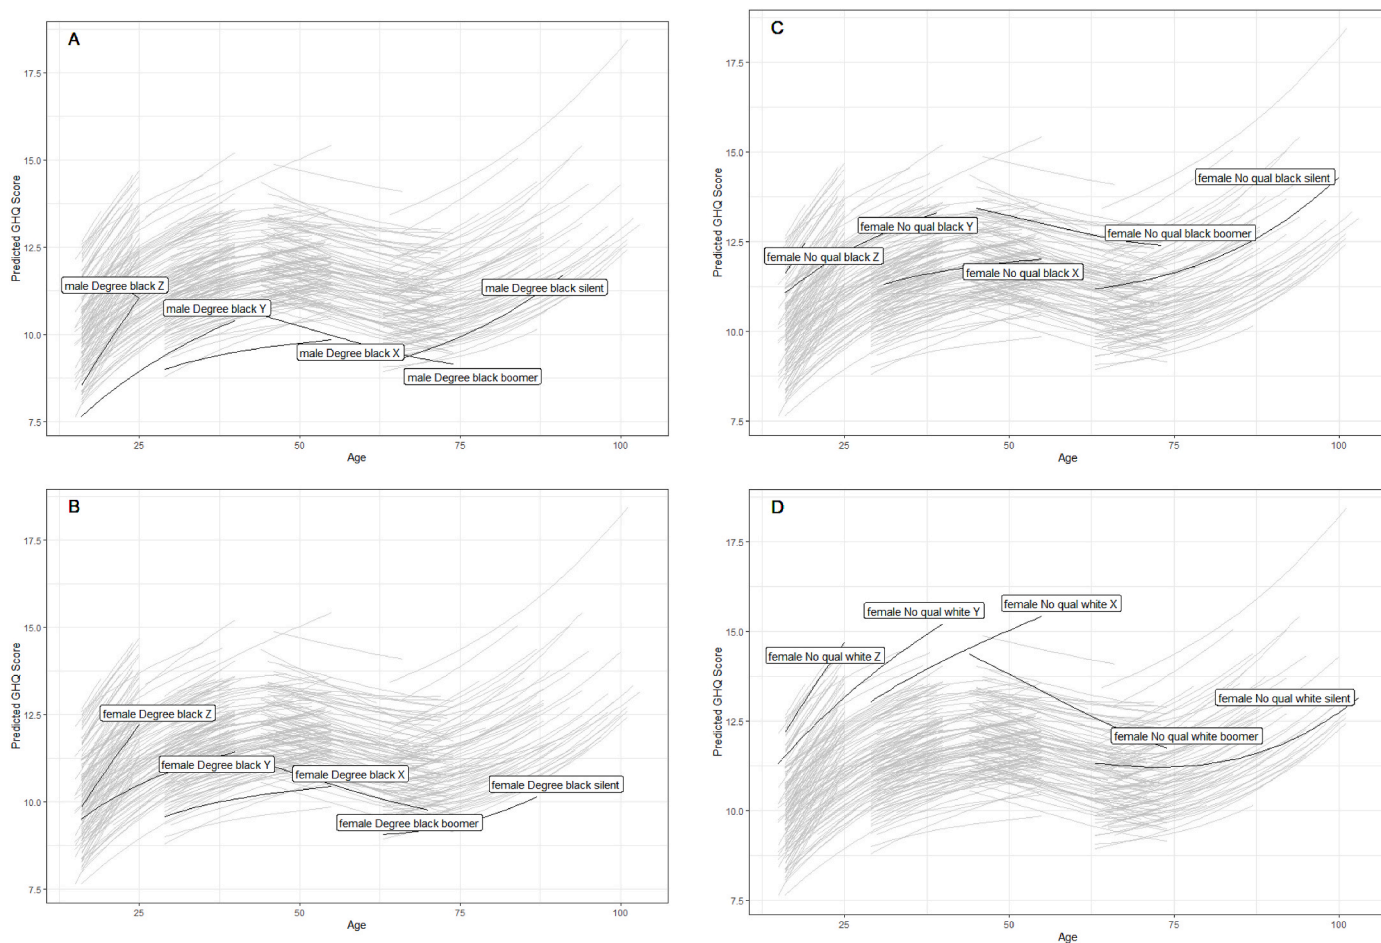 A
17.5
15.0
12.5
10.0
7.5
Predicted GHQ Score
male Degree black Z
male Degree black Y
male Degree black X
male Degree black boomer
male Degree black silent
25
50
75
100
Age
C
17.5
15.0
12.5
10.0
7.5
Predicted GHQ Score
female No qual black silent
female No qual black Y
female No qual black boomer
female No qual black Z
female No qual black X
25
50
75
100
Age
B
17.5
15.0
12.5
10.0
7.5
Predicted GHQ Score
female Degree black Z
female Degree black Y
female Degree black X
female Degree black silent
female Degree black boomer
25
50
75
100
Age
D
17.5
15.0
12.5
10.0
7.5
Predicted GHQ Score
female No qual white X
female No qual white Y
female No qual white Z
female No qual white silent
female No qual white boomer
25
50
75
100
Age